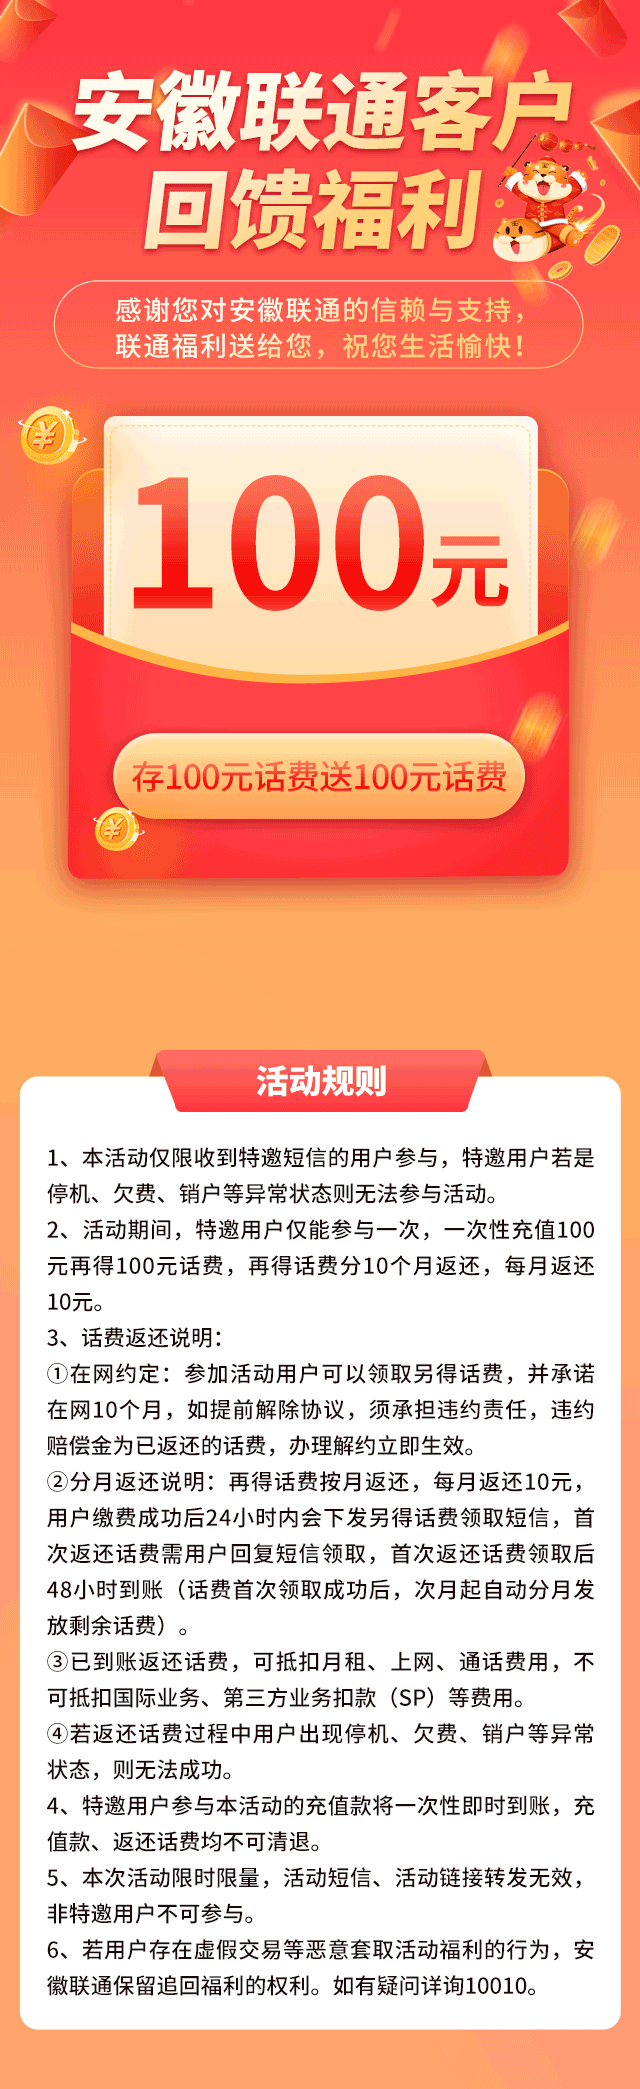 安徽联通客户
回馈福利
感谢您对安徽联通的信赖与支持，
联通福利送给您，祝您生活愉快！
100元
存100元话费送100元话费
活动规则
1、本活动仅限收到特邀短信的用户参与，特邀用户若是
停机、欠费、销户等异常状态则无法参与活动。
2、活动期间，特邀用户仅能参与一次，一次性充值100
元再得100元话费，再得话费分10个月返还，每月返还
10元。
3、话费返还说明：
①在网约定：参加活动用户可以领取另得话费，并承诺
在网10个月，如提前解除协议，须承担违约责任，违约
赔偿金为已返还的话费，办理解约立即生效。
②分月返还说明：再得话费按月返还，每月返还10元，
用户缴费成功后24小时内会下发另得话费领取短信，首
次返还话费需用户回复短信领取，首次返还话费领取后
48小时到账（话费首次领取成功后，次月起自动分月发
放剩余话费）。
③已到账返还话费，可抵扣月租、上网、通话费用，不
可抵扣国际业务、第三方业务扣款（SP）等费用。
④若返还话费过程中用户出现停机、欠费、销户等异常
状态，则无法成功。
4、特邀用户参与本活动的充值款将一次性即时到账，充
值款、返还话费均不可清退。
5、本次活动限时限量，活动短信、活动链接转发无效，
非特邀用户不可参与。
6、若用户存在虚假交易等恶意套取活动福利的行为，安
徽联通保留追回福利的权利。如有疑问详询10010。